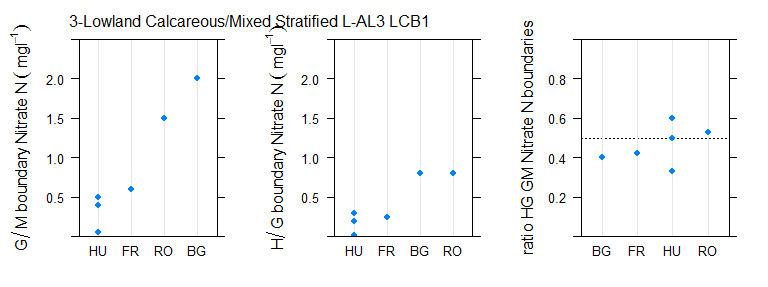 3-Lowland Calcareous/Mixed Stratified L-AL3 LCB1
G/M boundary Nitrate N ( mgl⁻¹)
2.0
1.5
1.0
0.5
HU FR RO BG
H/G boundary Nitrate N ( mgl⁻¹)
2.0
1.5
1.0
0.5
HU FR BG RO
ratio HG GM Nitrate N boundaries
0.8
0.6
0.4
0.2
BG FR HU RO